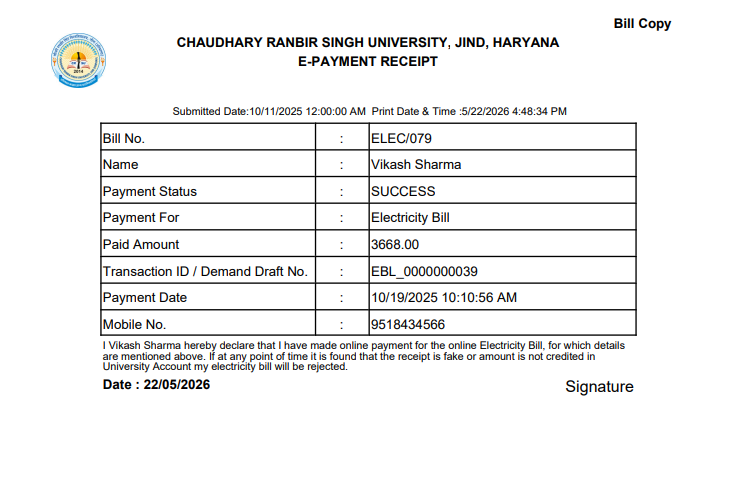 Bill Copy
CHAUDHARY RANBIR SINGH UNIVERSITY, JIND, HARYANA
E-PAYMENT RECEIPT
2014
Submitted Date:10/11/2025 12:00:00 AM Print Date & Time :5/22/2026 4:48:34 PM
Bill No. : ELEC/079
Name : Vikash Sharma
Payment Status : SUCCESS
Payment For : Electricity Bill
Paid Amount : 3668.00
Transaction ID / Demand Draft No. : EBL_0000000039
Payment Date : 10/19/2025 10:10:56 AM
Mobile No. : 9518434566
I Vikash Sharma hereby declare that I have made online payment for the online Electricity Bill, for which details
are mentioned above. If at any point of time it is found that the receipt is fake or amount is not credited in
University Account my electricity bill will be rejected.
Date : 22/05/2026
Signature